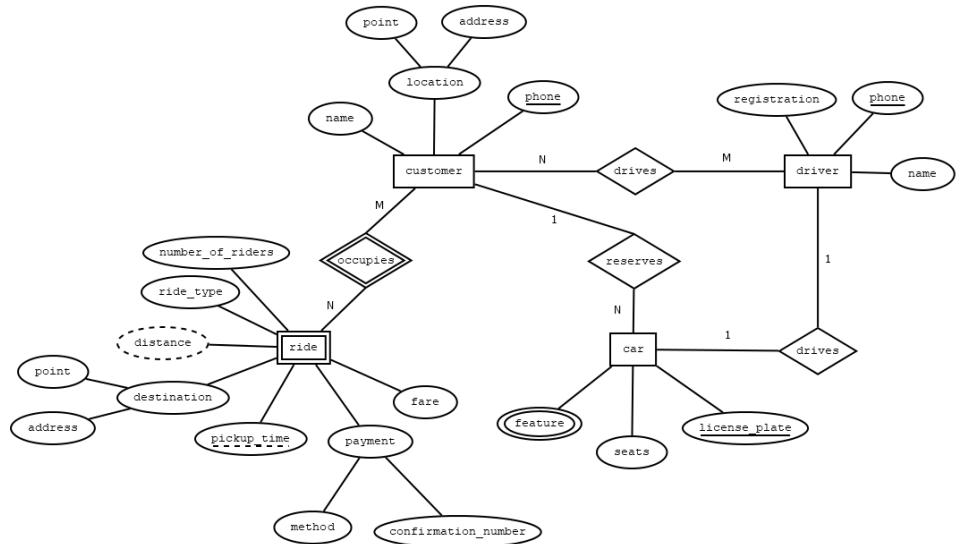 point
address
location
phone
name
registration
phone
customer
N
drives
M
driver
name
M
1
number_of_riders
occupies
reserves
1
ride_type
N
N
distance
ride
car
1
drives
point
destination
fare
address
pickup_time
payment
feature
license_plate
seats
method
confirmation_number